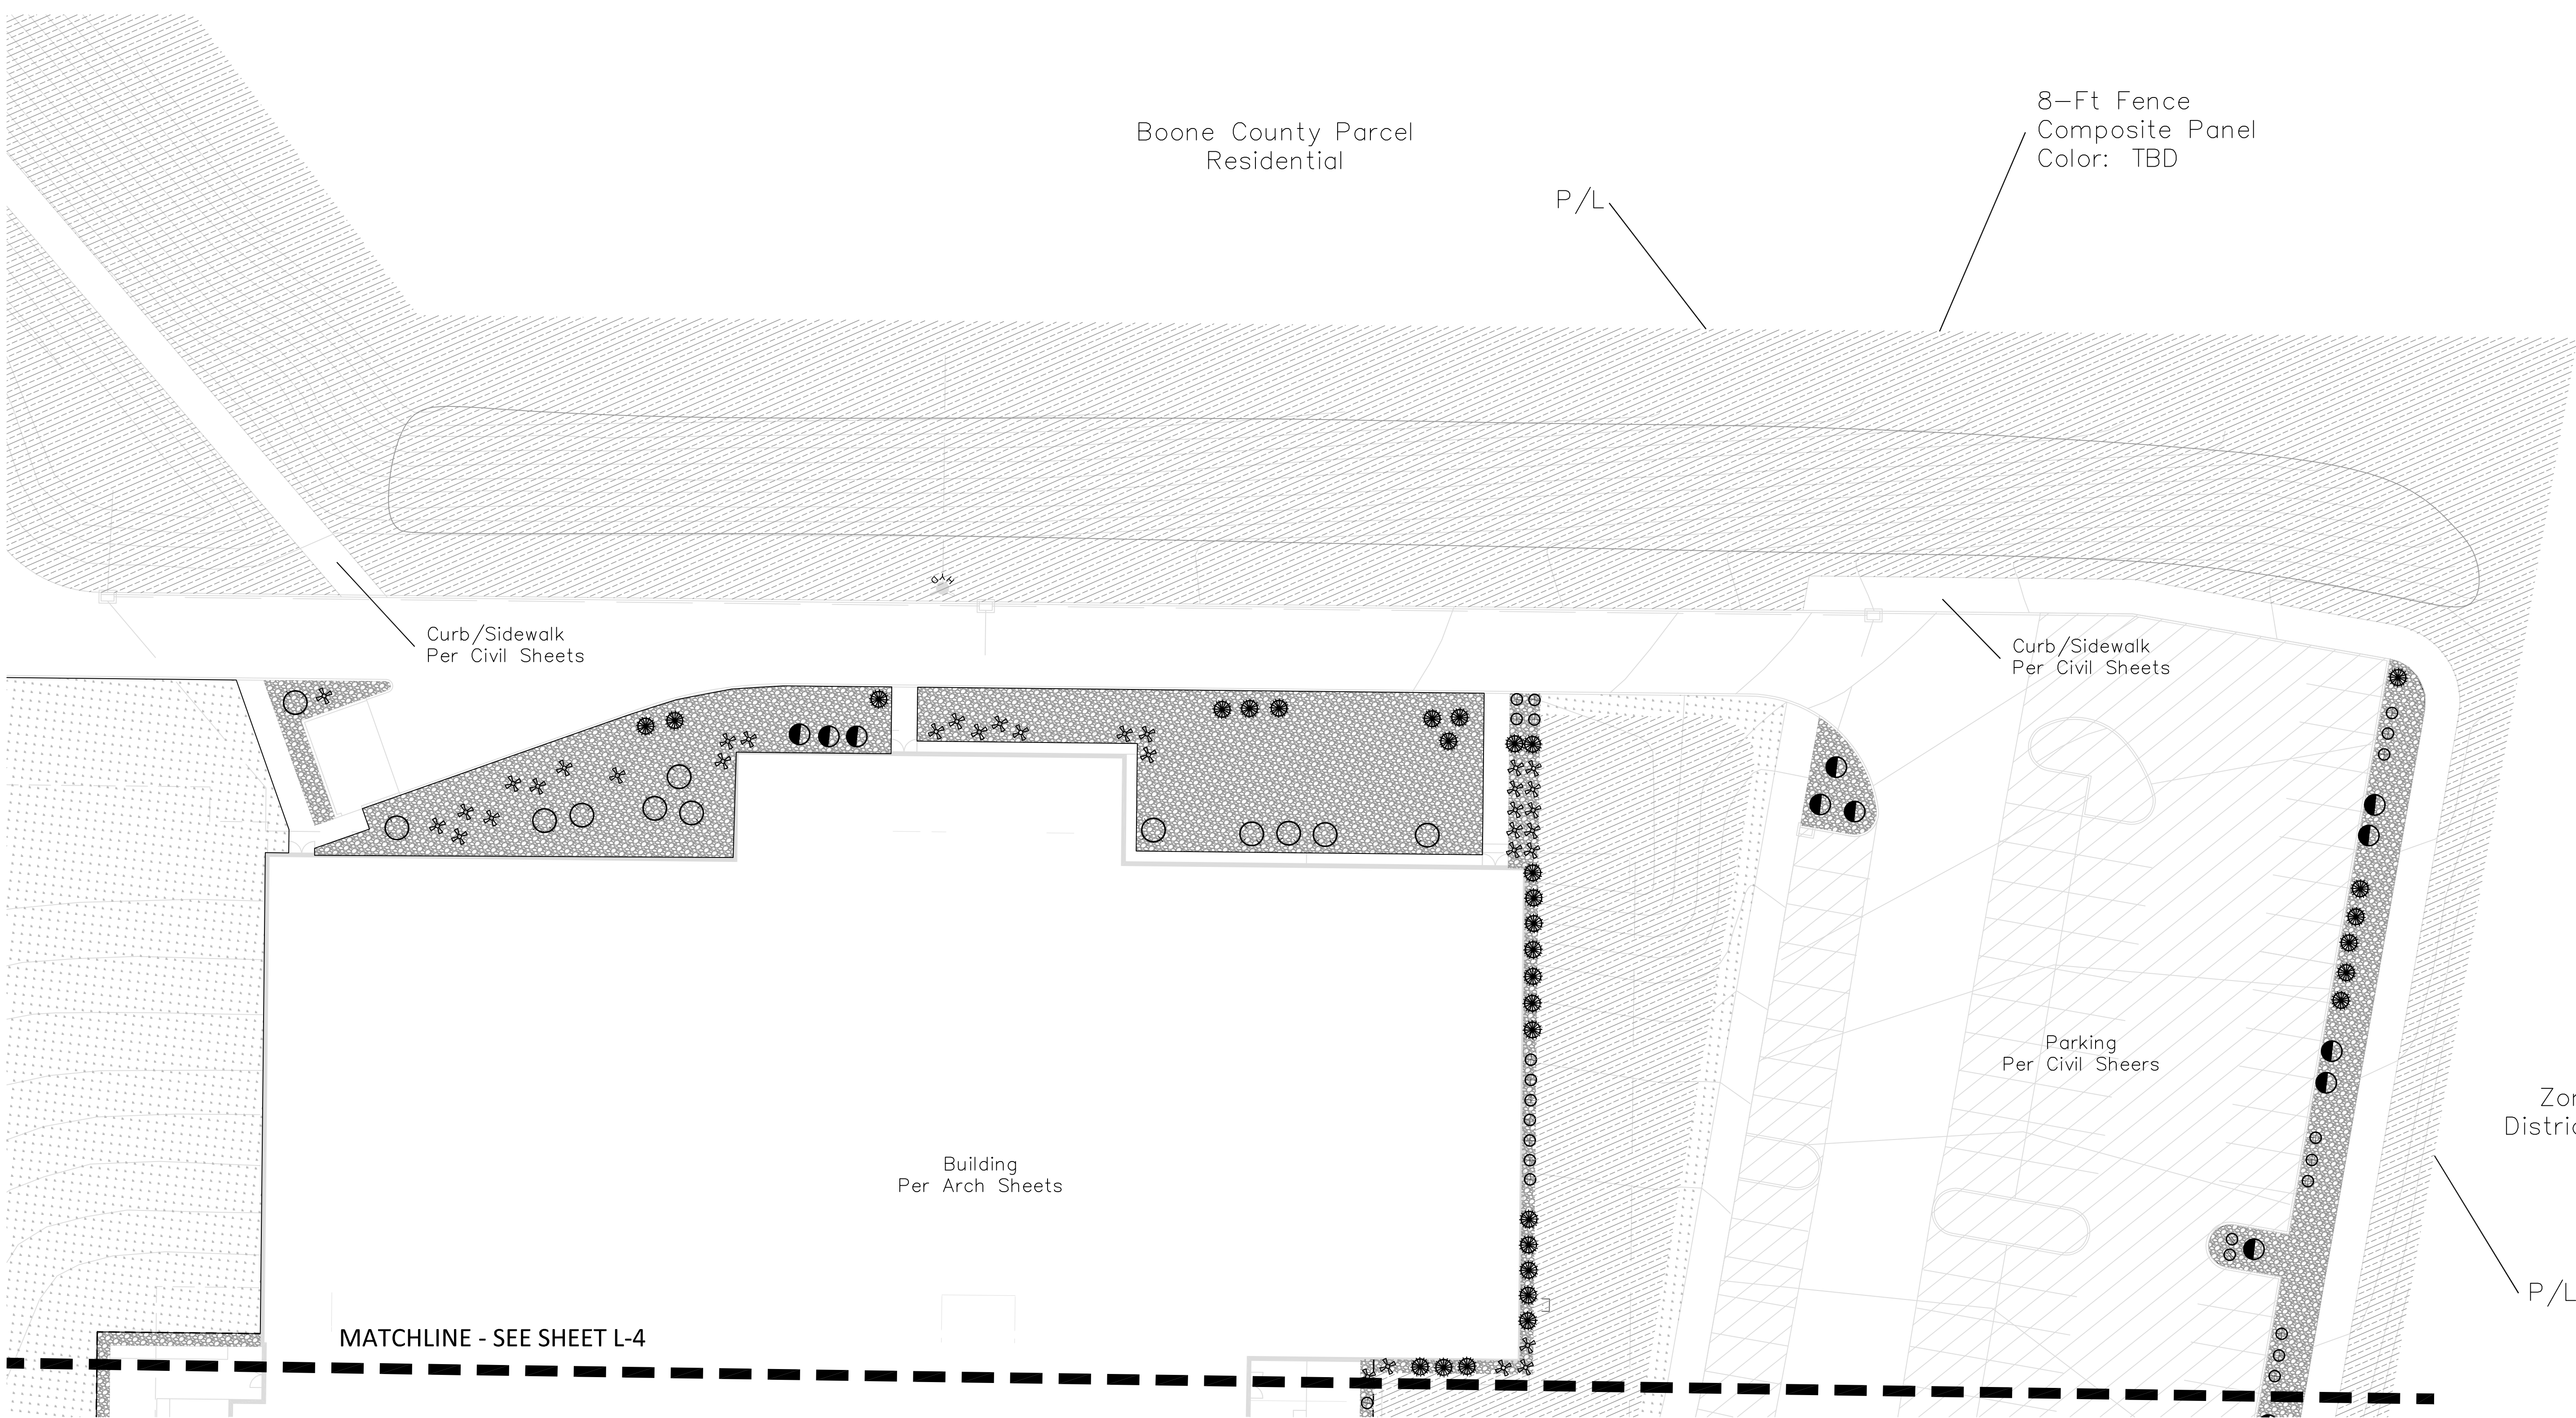 Boone County Parcel
Residential
8-Ft Fence
Composite Panel
Color: TBD
P/L
HYD
Curb/Sidewalk
Per Civil Sheets
Curb/Sidewalk
Per Civil Sheets
Parking
Per Civil Sheers
Building
Per Arch Sheets
P/L
MATCHLINE - SEE SHEET L-4